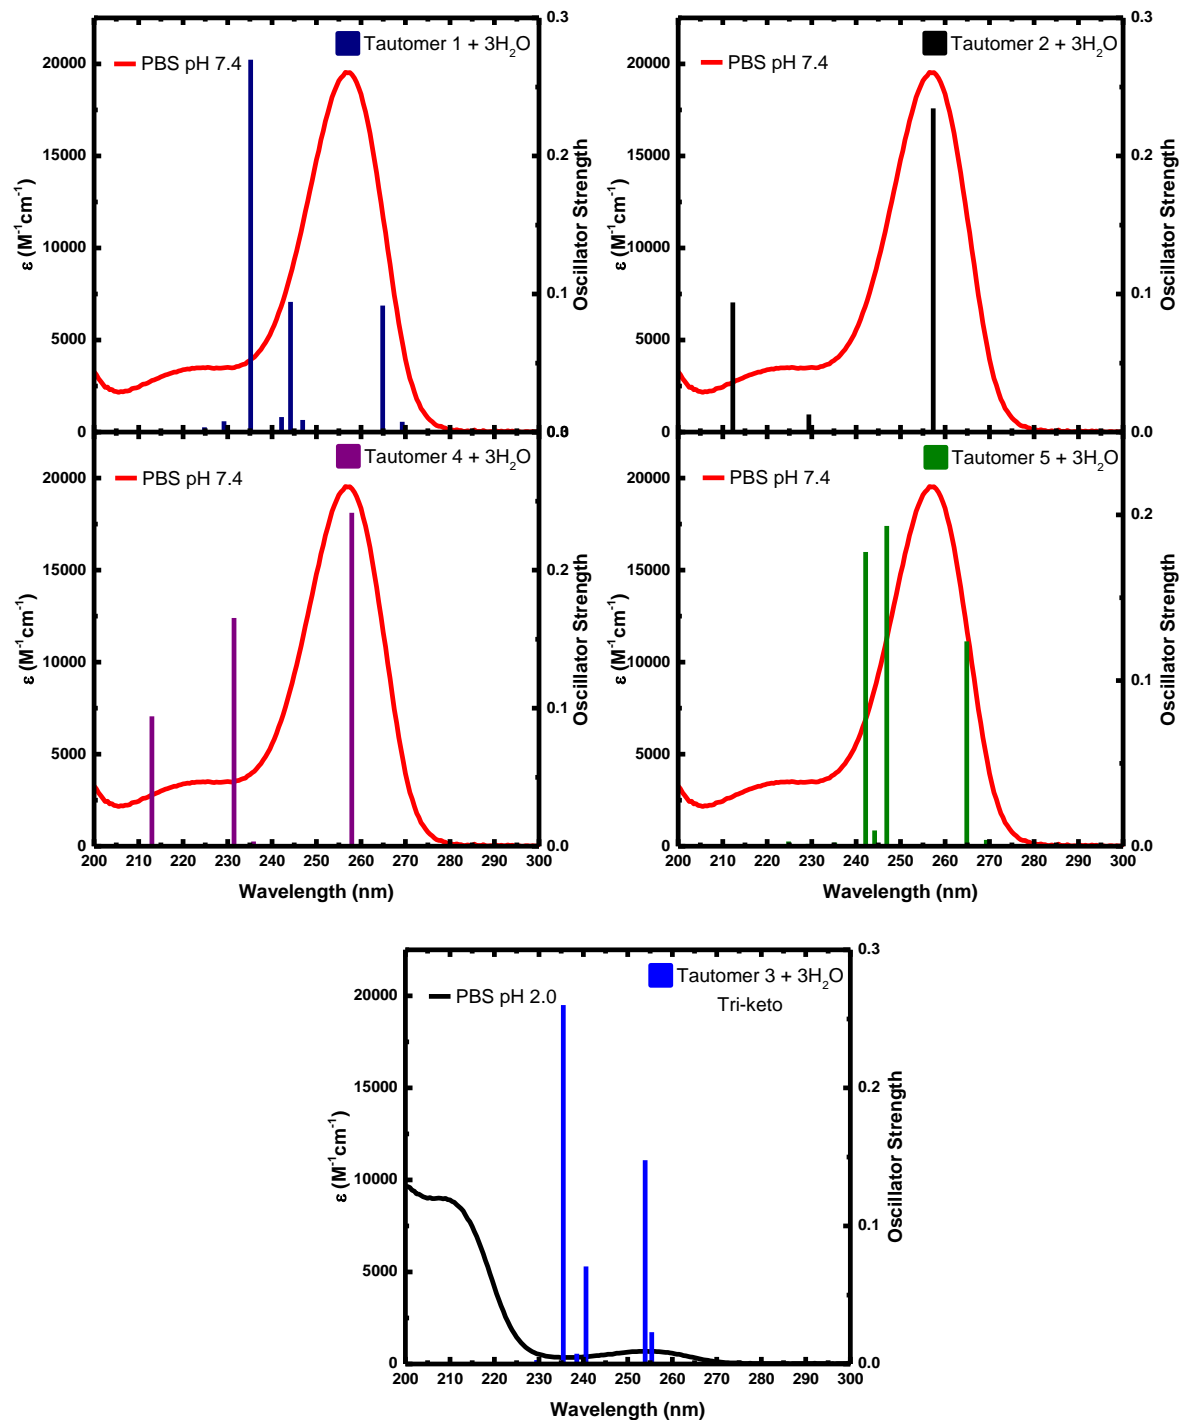 0.3
Tautomer 1 + 3H₂O
PBS pH 7.4
20000
15000
10000
5000
0
ε (M⁻¹cm⁻¹)
0.2
0.1
0.0
Oscillator Strength
Tautomer 2 + 3H₂O
PBS pH 7.4
20000
15000
10000
5000
0
ε (M⁻¹cm⁻¹)
0.3
0.2
0.1
0.0
Oscillator Strength
Tautomer 4 + 3H₂O
PBS pH 7.4
20000
15000
10000
5000
0
ε (M⁻¹cm⁻¹)
0.2
0.1
0.0
Oscillator Strength
200 210 220 230 240 250 260 270 280 290 300
Wavelength (nm)
Tautomer 5 + 3H₂O
PBS pH 7.4
20000
15000
10000
5000
0
ε (M⁻¹cm⁻¹)
0.2
0.1
0.0
Oscillator Strength
200 210 220 230 240 250 260 270 280 290 300
Wavelength (nm)
Tautomer 3 + 3H₂O
Tri-keto
PBS pH 2.0
20000
15000
10000
5000
0
ε (M⁻¹cm⁻¹)
0.3
0.2
0.1
0.0
Oscillator Strength
200 210 220 230 240 250 260 270 280 290 300
Wavelength (nm)